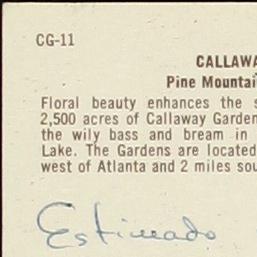 CG-11
CALLAWA
Pine Mountai
Floral beauty enhances the s
2,500 acres of Callaway Garden
the wily bass and bream in
Lake. The Gardens are located
west of Atlanta and 2 miles sou
Estimado